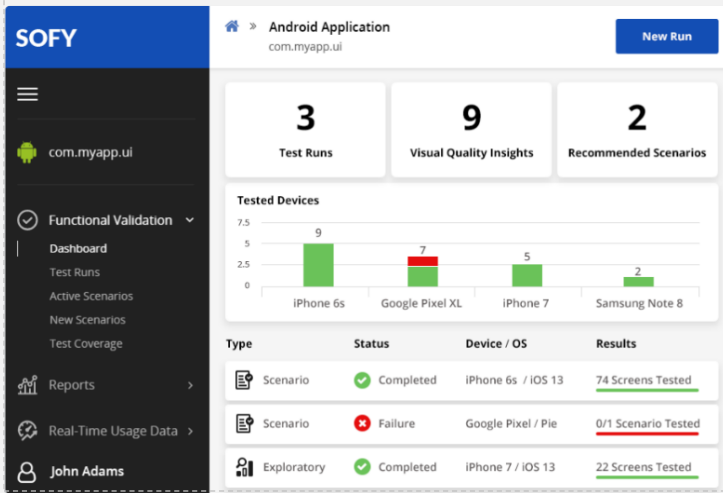 SOFY
Android Application
com.myapp.ui
New Run
com.myapp.ui
Functional Validation
Dashboard
Test Runs
Active Scenarios
New Scenarios
Test Coverage
Reports
Real-Time Usage Data
John Adams
3
Test Runs
9
Visual Quality Insights
2
Recommended Scenarios
Tested Devices
7.5
5
2.5
0
9
7
5
2
iPhone 6s
Google Pixel XL
iPhone 7
Samsung Note 8
Type Status Device / OS Results
Scenario Completed iPhone 6s / iOS 13 74 Screens Tested
Scenario Failure Google Pixel / Pie 0/1 Scenario Tested
Exploratory Completed iPhone 7 / iOS 13 22 Screens Tested